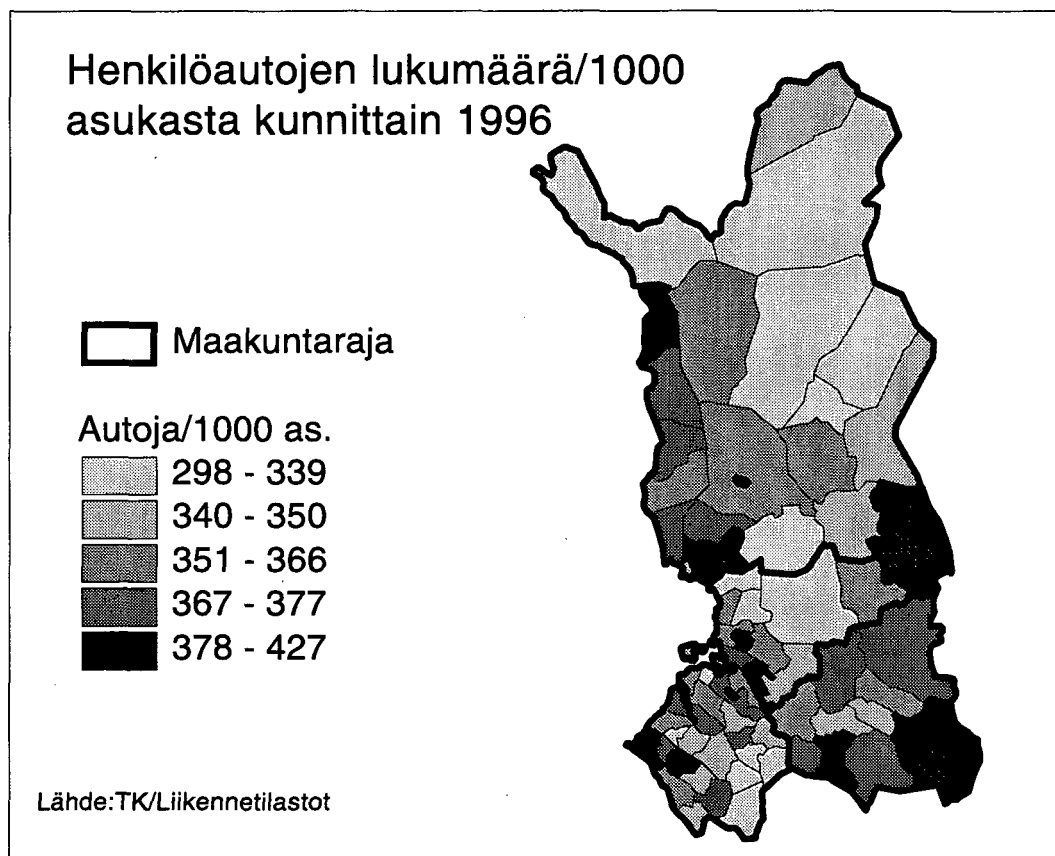 Henkilöautojen lukumäärä/1000
asukasta kunnittain 1996
Maakuntaraja
Autoja/1000 as.
298 - 339
340 - 350
351 - 366
367 - 377
378 - 427
Lähde:TK/Liikennetilastot